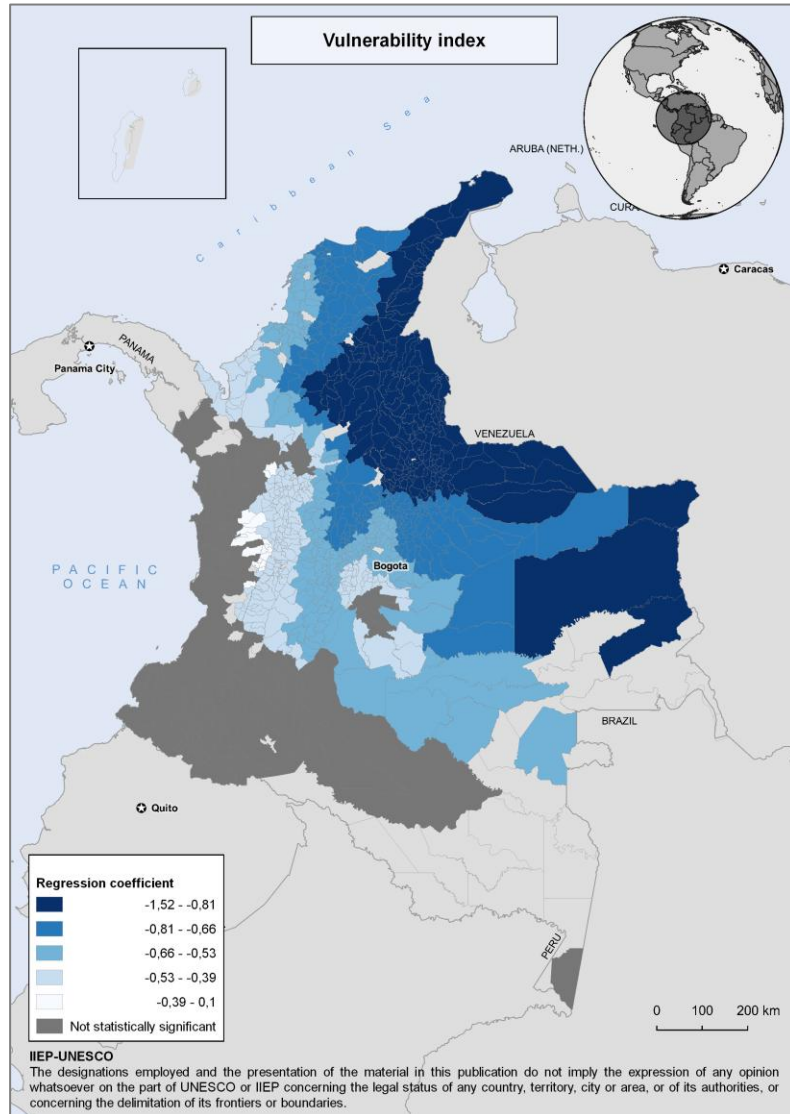 Vulnerability index
Caribbean Sea
ARUBA (NETH.)
CURA
Caracas
PANAMA
Panama City
VENEZUELA
PACIFIC
OCEAN
Bogota
BRAZIL
Quito
PERU
Regression coefficient
-1,52 - -0,81
-0,81 - -0,66
-0,66 - -0,53
-0,53 - -0,39
-0,39 - 0,1
Not statistically significant
0 100 200 km
IIEP-UNESCO
The designations employed and the presentation of the material in this publication do not imply the expression of any opinion
whatsoever on the part of UNESCO or IIEP concerning the legal status of any country, territory, city or area, or of its authorities, or
concerning the delimitation of its frontiers or boundaries.